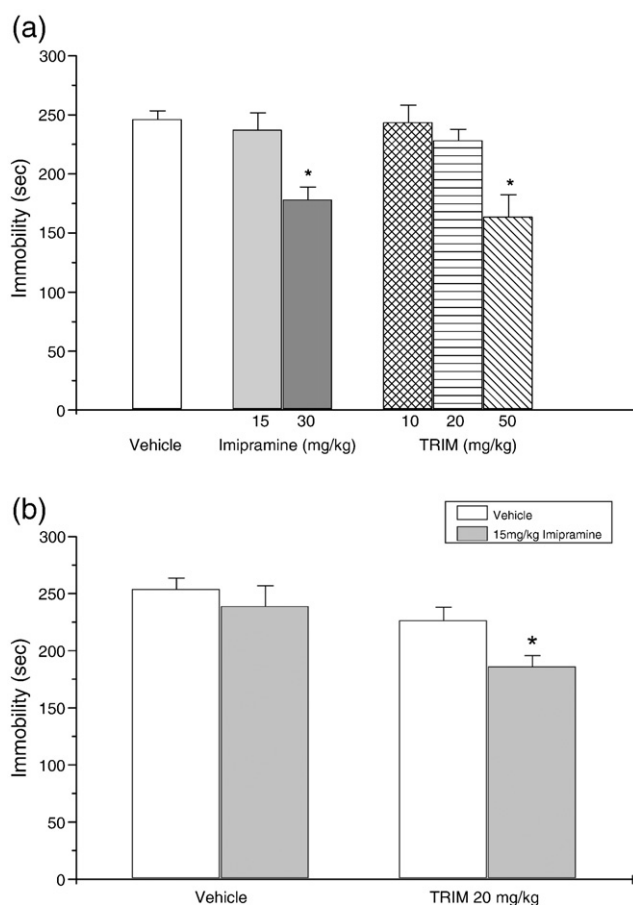 (a)
300
250
200
150
100
50
0
Immobility (sec)
*
*
15 30 10 20 50
Vehicle Imipramine (mg/kg) TRIM (mg/kg)
(b)
Vehicle
15mg/kg Imipramine
300
250
200
150
100
50
0
Immobility (sec)
*
Vehicle TRIM 20 mg/kg